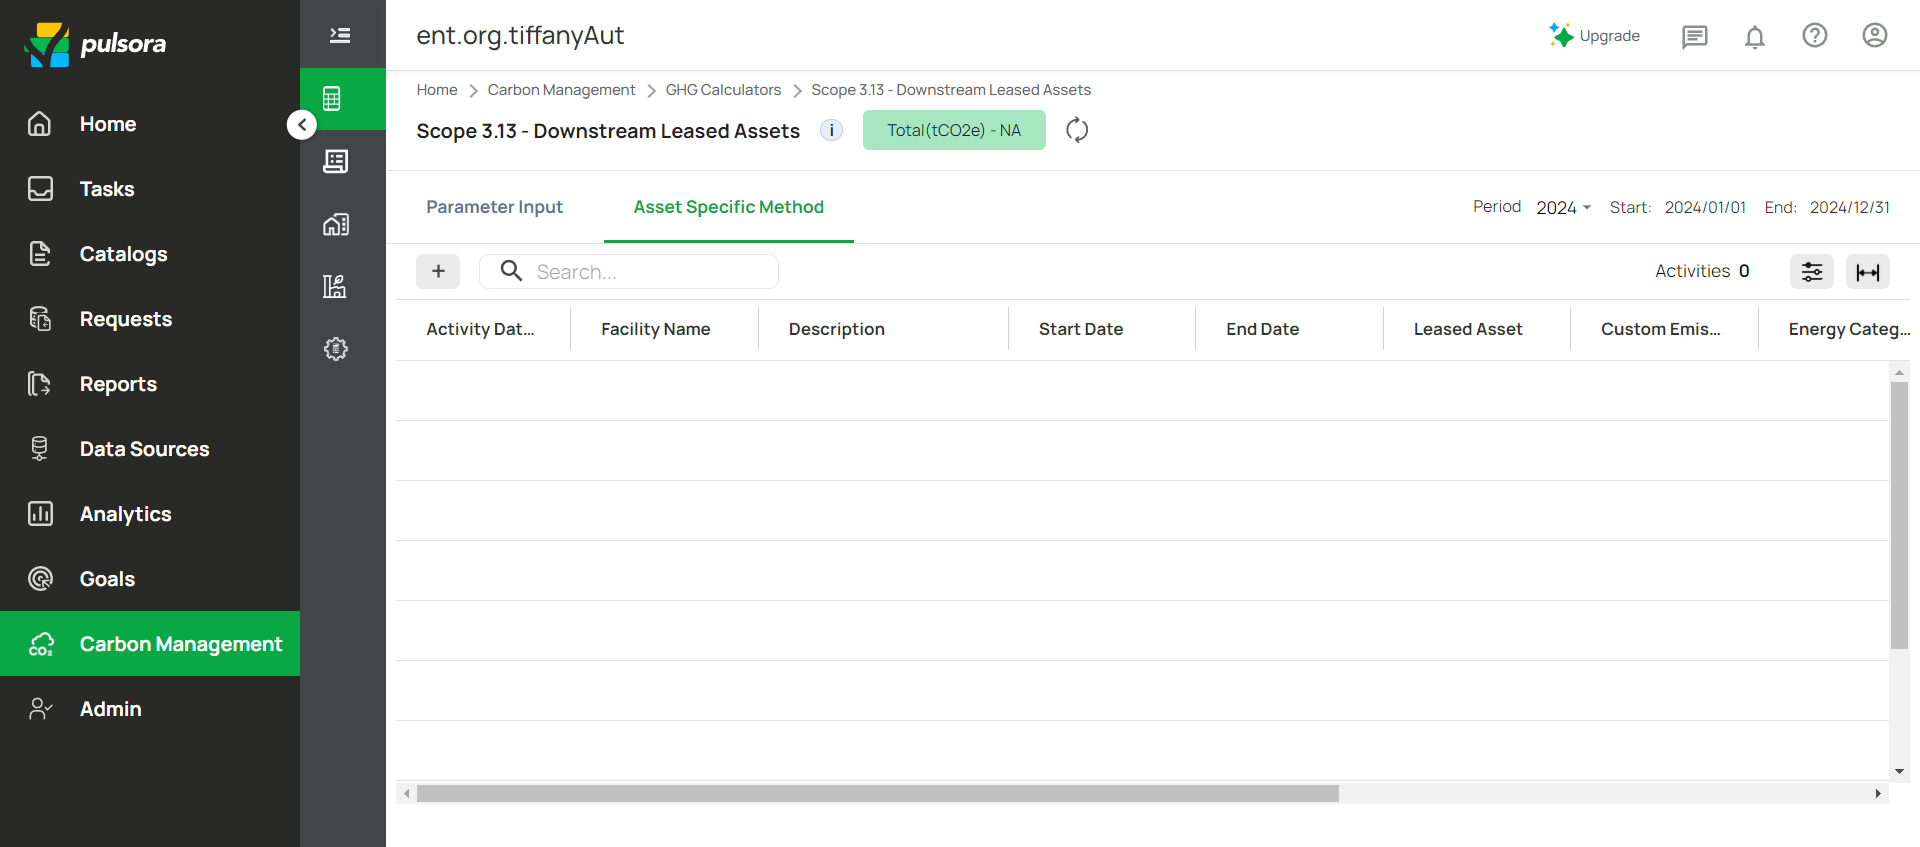 pulsora
Home
Tasks
Catalogs
Requests
Reports
Data Sources
Analytics
Goals
Carbon Management
Admin
ent.org.tiffanyAut
Upgrade
Home > Carbon Management > GHG Calculators > Scope 3.13 - Downstream Leased Assets
Scope 3.13 - Downstream Leased Assets i Total(tCO2e) - NA
Parameter Input Asset Specific Method Period 2024 Start: 2024/01/01 End: 2024/12/31
+ Search... Activities 0
Activity Dat... Facility Name Description Start Date End Date Leased Asset Custom Emis... Energy Categ...